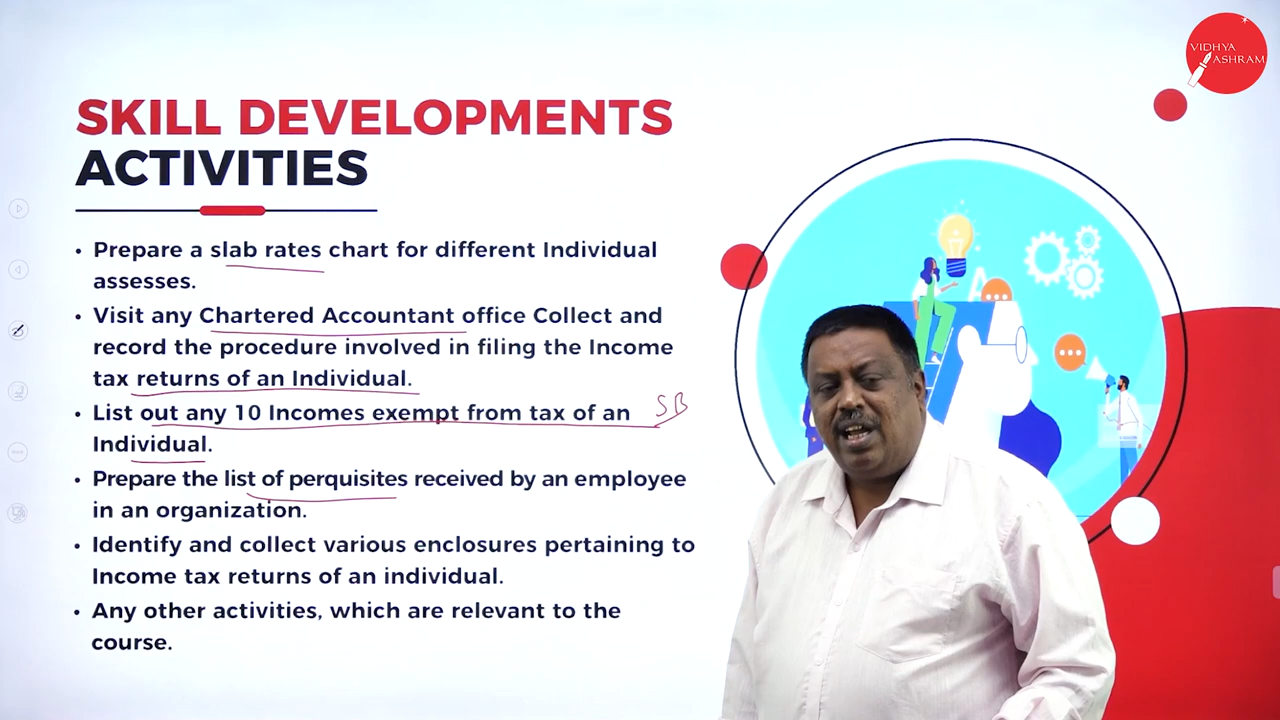 VIDHYA
ASHRAM
SKILL DEVELOPMENTS
ACTIVITIES
• Prepare a slab rates chart for different Individual
assesses.
• Visit any Chartered Accountant office Collect and
record the procedure involved in filing the Income
tax returns of an Individual.
• List out any 10 Incomes exempt from tax of an SB
Individual.
• Prepare the list of perquisites received by an employee
in an organization.
• Identify and collect various enclosures pertaining to
Income tax returns of an individual.
• Any other activities, which are relevant to the
course.